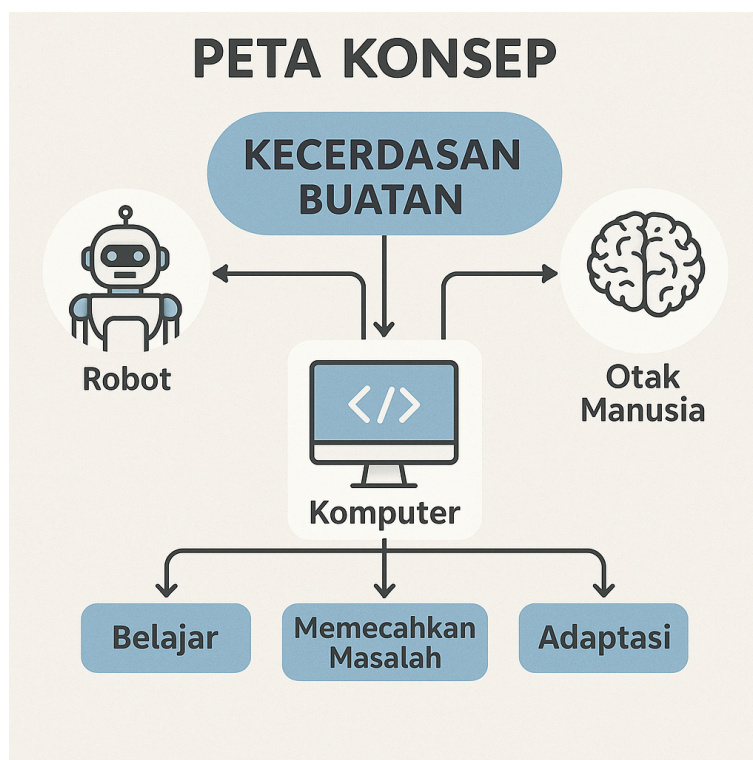 PETA KONSEP
KECERDASAN
BUATAN
Robot
Otak
Manusia
</>
Komputer
Belajar
Memecahkan
Masalah
Adaptasi